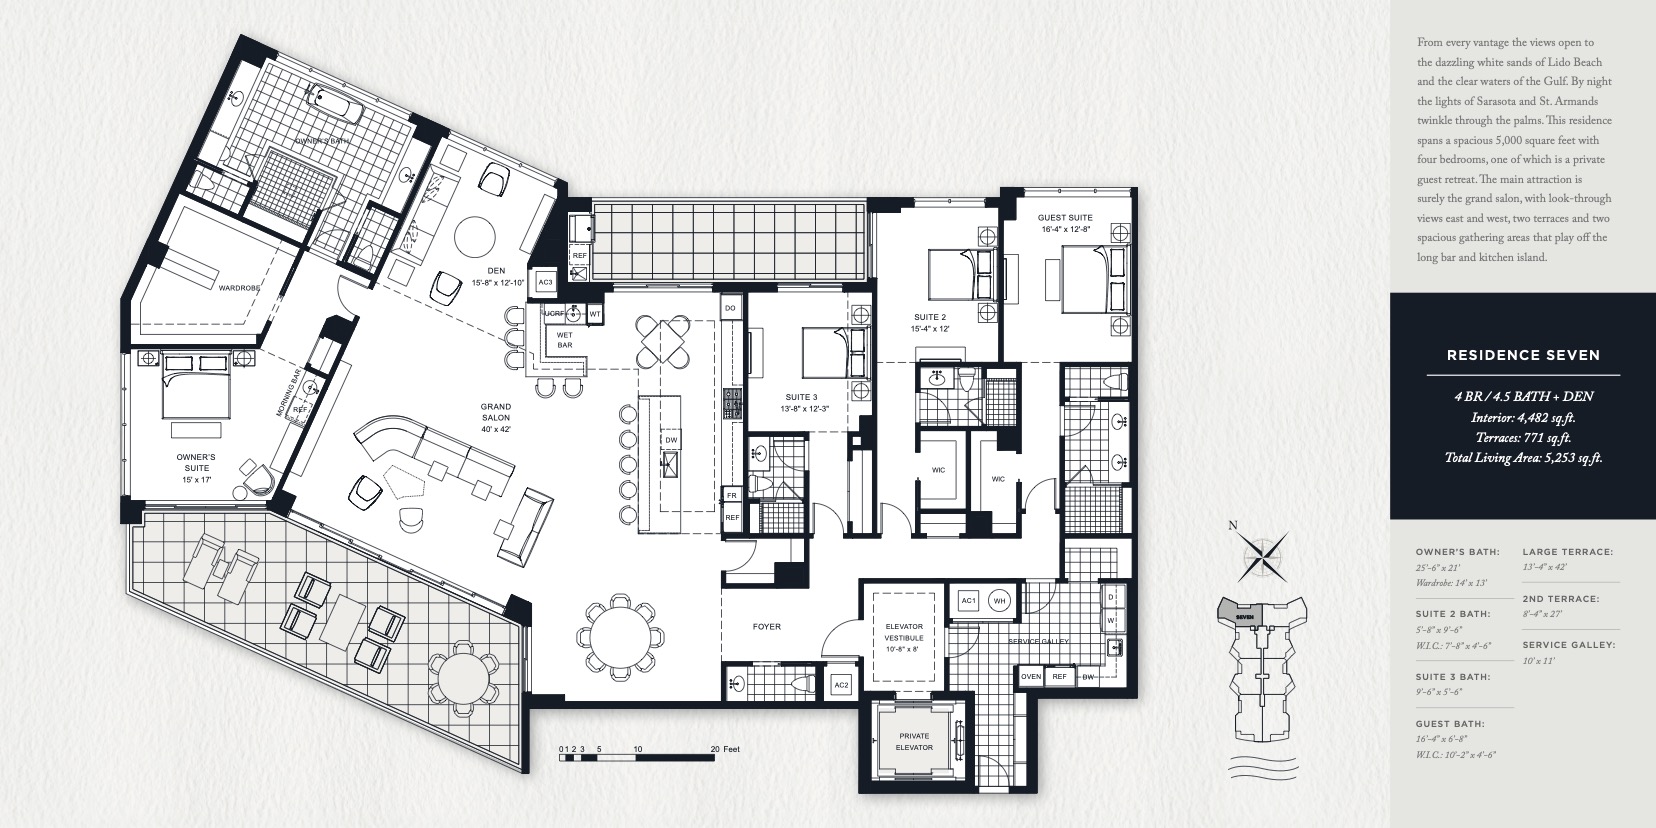 OWNER'S BATH
WARDROBE
DEN
15'-8" x 12'-10"
AC3
REF
UCRF
WT
WET
BAR
DO
MORNING BAR
REF
OWNER'S
SUITE
15' x 17'
GRAND
SALON
40' x 42'
DW
FR
REF
SUITE 3
13'-8" x 12'-3"
SUITE 2
15'-4" x 12'
GUEST SUITE
16'-4" x 12'-8"
WIC
WIC
FOYER
AC2
ELEVATOR
VESTIBULE
10'-8" x 8'
AC1
WH
D
W
SERVICE GALLEY
OVEN
REF
DW
PRIVATE
ELEVATOR
0 1 2 3 5 10 20 Feet
N
SEVEN
From every vantage the views open to
the dazzling white sands of Lido Beach
and the clear waters of the Gulf. By night
the lights of Sarasota and St. Armands
twinkle through the palms. This residence
spans a spacious 5,000 square feet with
four bedrooms, one of which is a private
guest retreat. The main attraction is
surely the grand salon, with look-through
views east and west, two terraces and two
spacious gathering areas that play off the
long bar and kitchen island.
RESIDENCE SEVEN
4 BR / 4.5 BATH + DEN
Interior: 4,482 sq.ft.
Terraces: 771 sq.ft.
Total Living Area: 5,253 sq.ft.
OWNER'S BATH:
25'-6" x 21'
Wardrobe: 14' x 13'
SUITE 2 BATH:
5'-8" x 9'-6"
W.I.C.: 7'-8" x 4'-6"
SUITE 3 BATH:
9'-6" x 5'-6"
GUEST BATH:
16'-4" x 6'-8"
W.I.C.: 10'-2" x 4'-6"
LARGE TERRACE:
13'-4" x 42'
2ND TERRACE:
8'-4" x 27'
SERVICE GALLEY:
10' x 11'